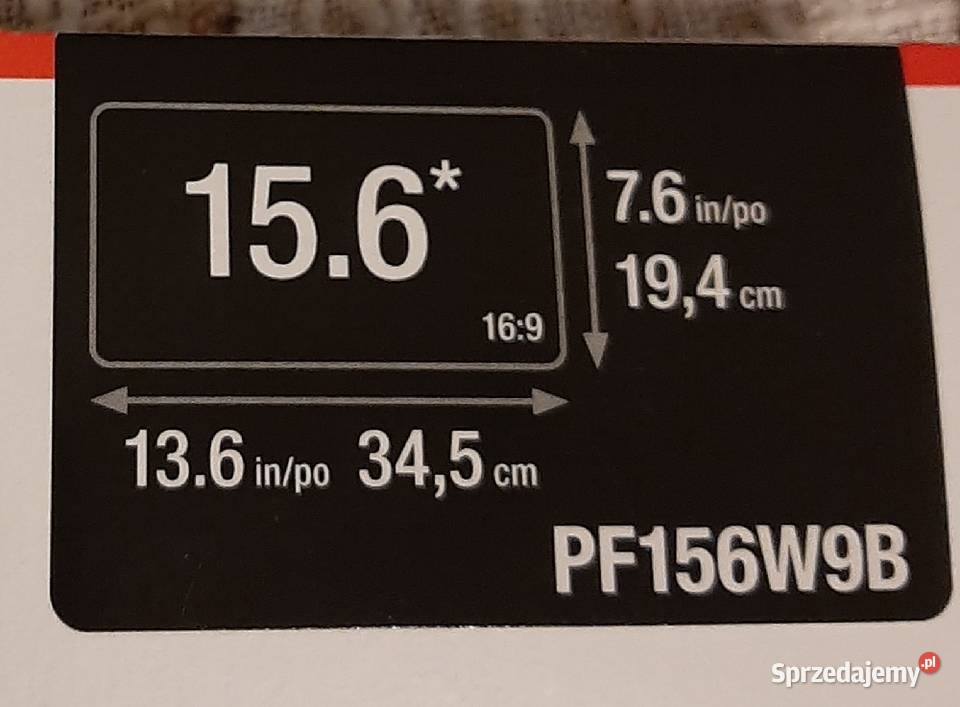 15.6*
16:9
7.6 in/po
19,4 cm
13.6 in/po 34,5 cm
PF156W9B
Sprzedajemy.pl